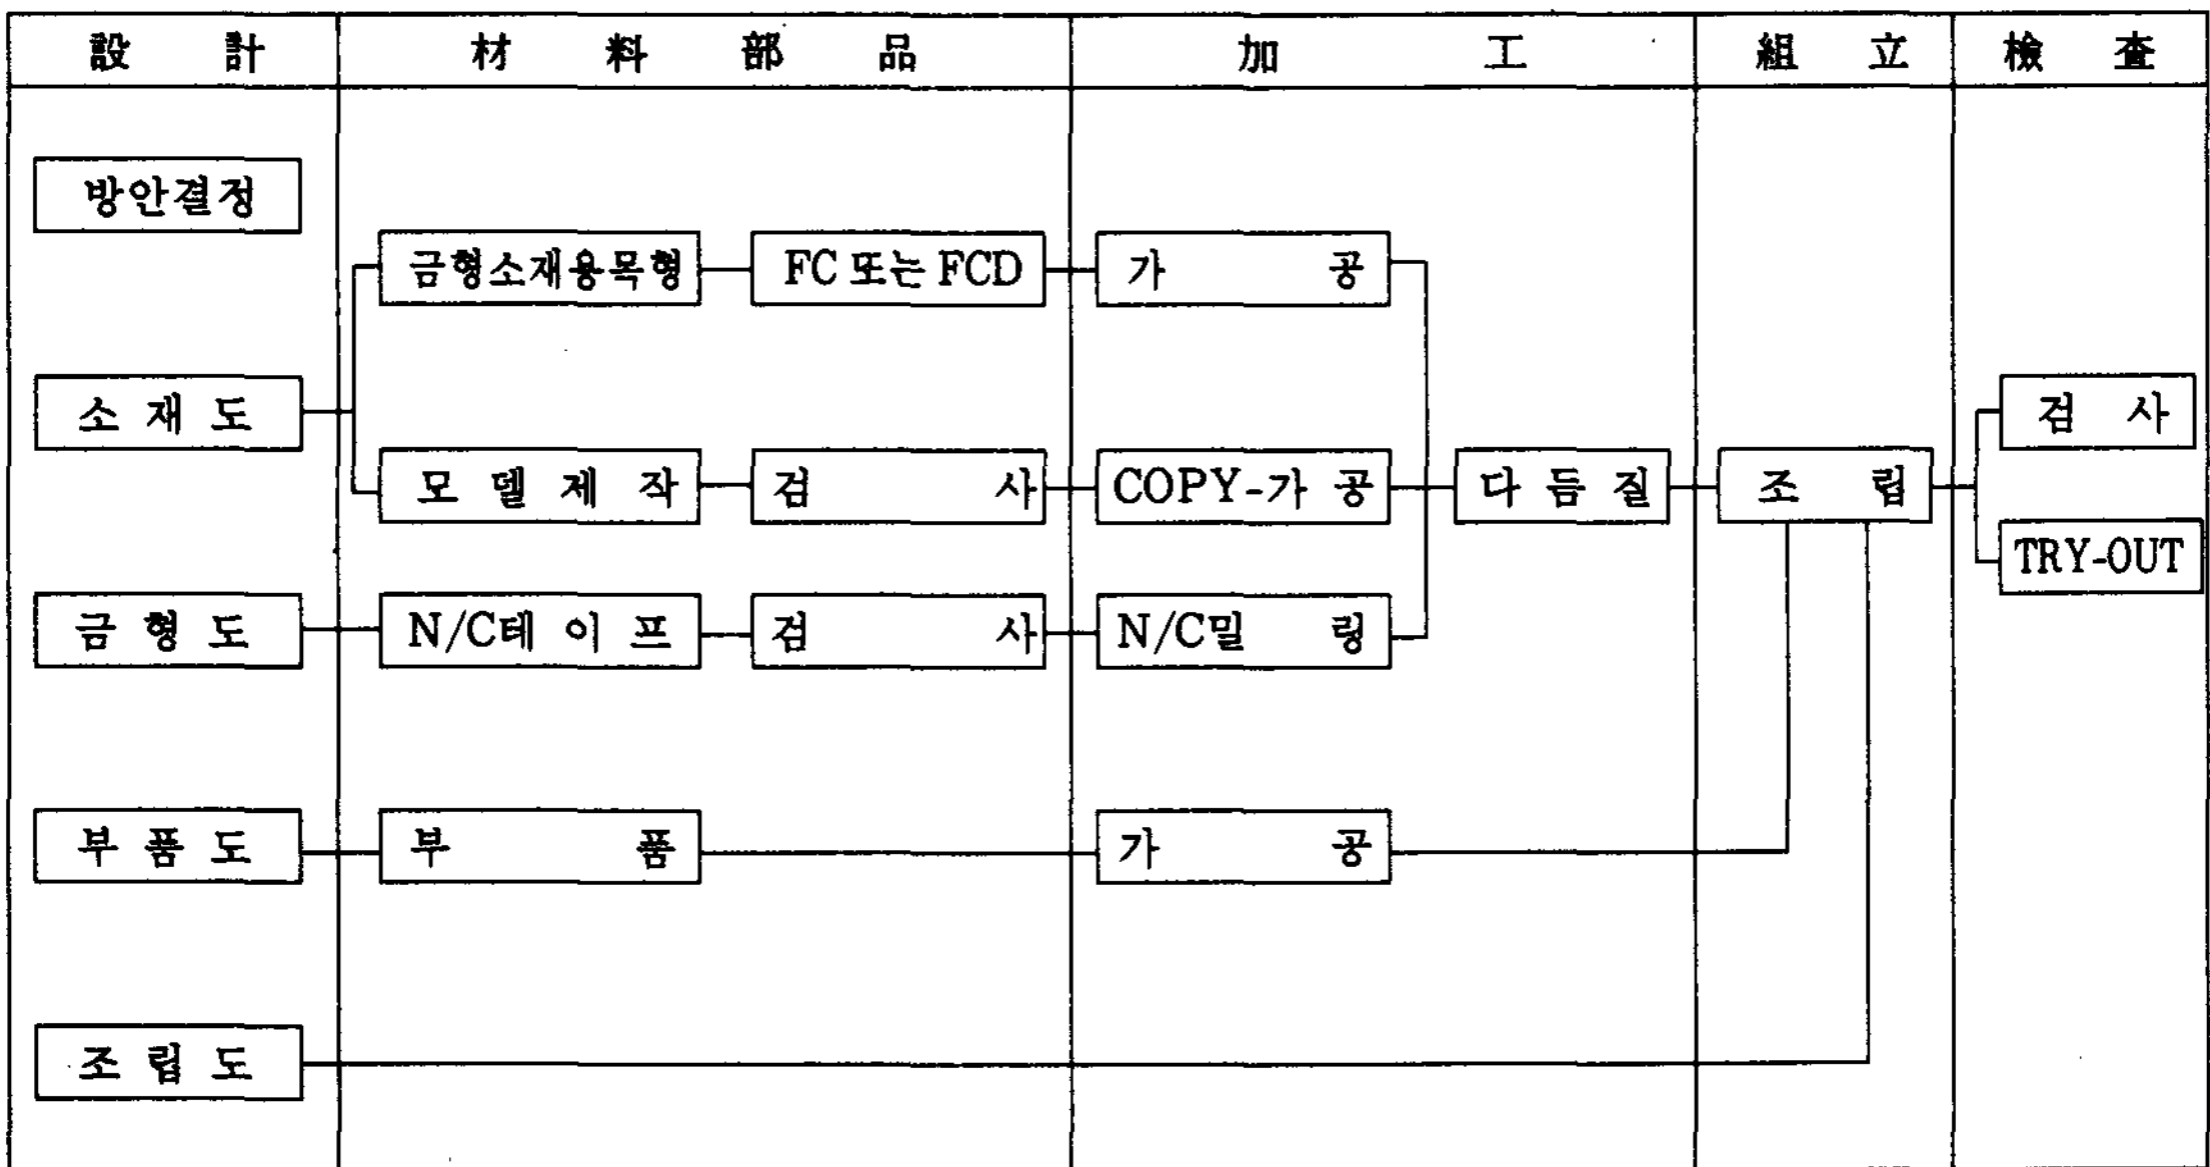 設計 材料部品 加工 組立 檢査
방안결정
금형소재용목형 FC 또는 FCD 가공
소재도 검사
모델제작 검사 COPY-가공 다듬질 조립
TRY-OUT
금형도 N/C테이프 검사 N/C밀링
부품도 부품 가공
조립도